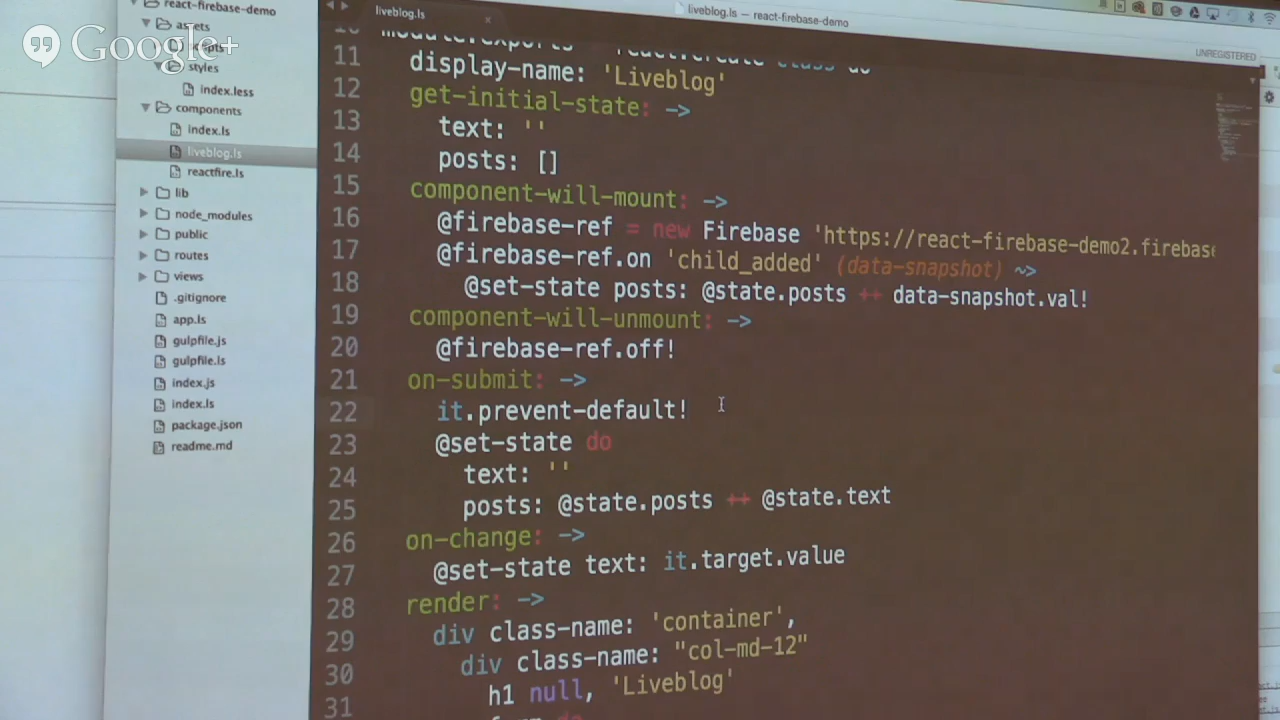 react-firebase-demo
assets
Google+
styles
index.less
components
index.ls
liveblog.ls
reactfire.ls
lib
node_modules
public
routes
views
.gitignore
app.ls
gulpfile.js
gulpfile.ls
index.js
index.ls
package.json
readme.md
liveblog.ls
liveblog.ls — react-firebase-demo
UNREGISTERED
10 module.exports
11 display-name: 'Liveblog'
12 get-initial-state: ->
13 text: ''
14 posts: []
15 component-will-mount: ->
16 @firebase-ref = new Firebase 'https://react-firebase-demo2.firebase
17 @firebase-ref.on 'child_added' (data-snapshot) ~>
18 @set-state posts: @state.posts ++ data-snapshot.val!
19 component-will-unmount: ->
20 @firebase-ref.off!
21 on-submit: ->
22 it.prevent-default!
23 @set-state do
24 text: ''
25 posts: @state.posts ++ @state.text
26 on-change: ->
27 @set-state text: it.target.value
28 render: ->
29 div class-name: 'container',
30 div class-name: "col-md-12"
31 h1 null, 'Liveblog'